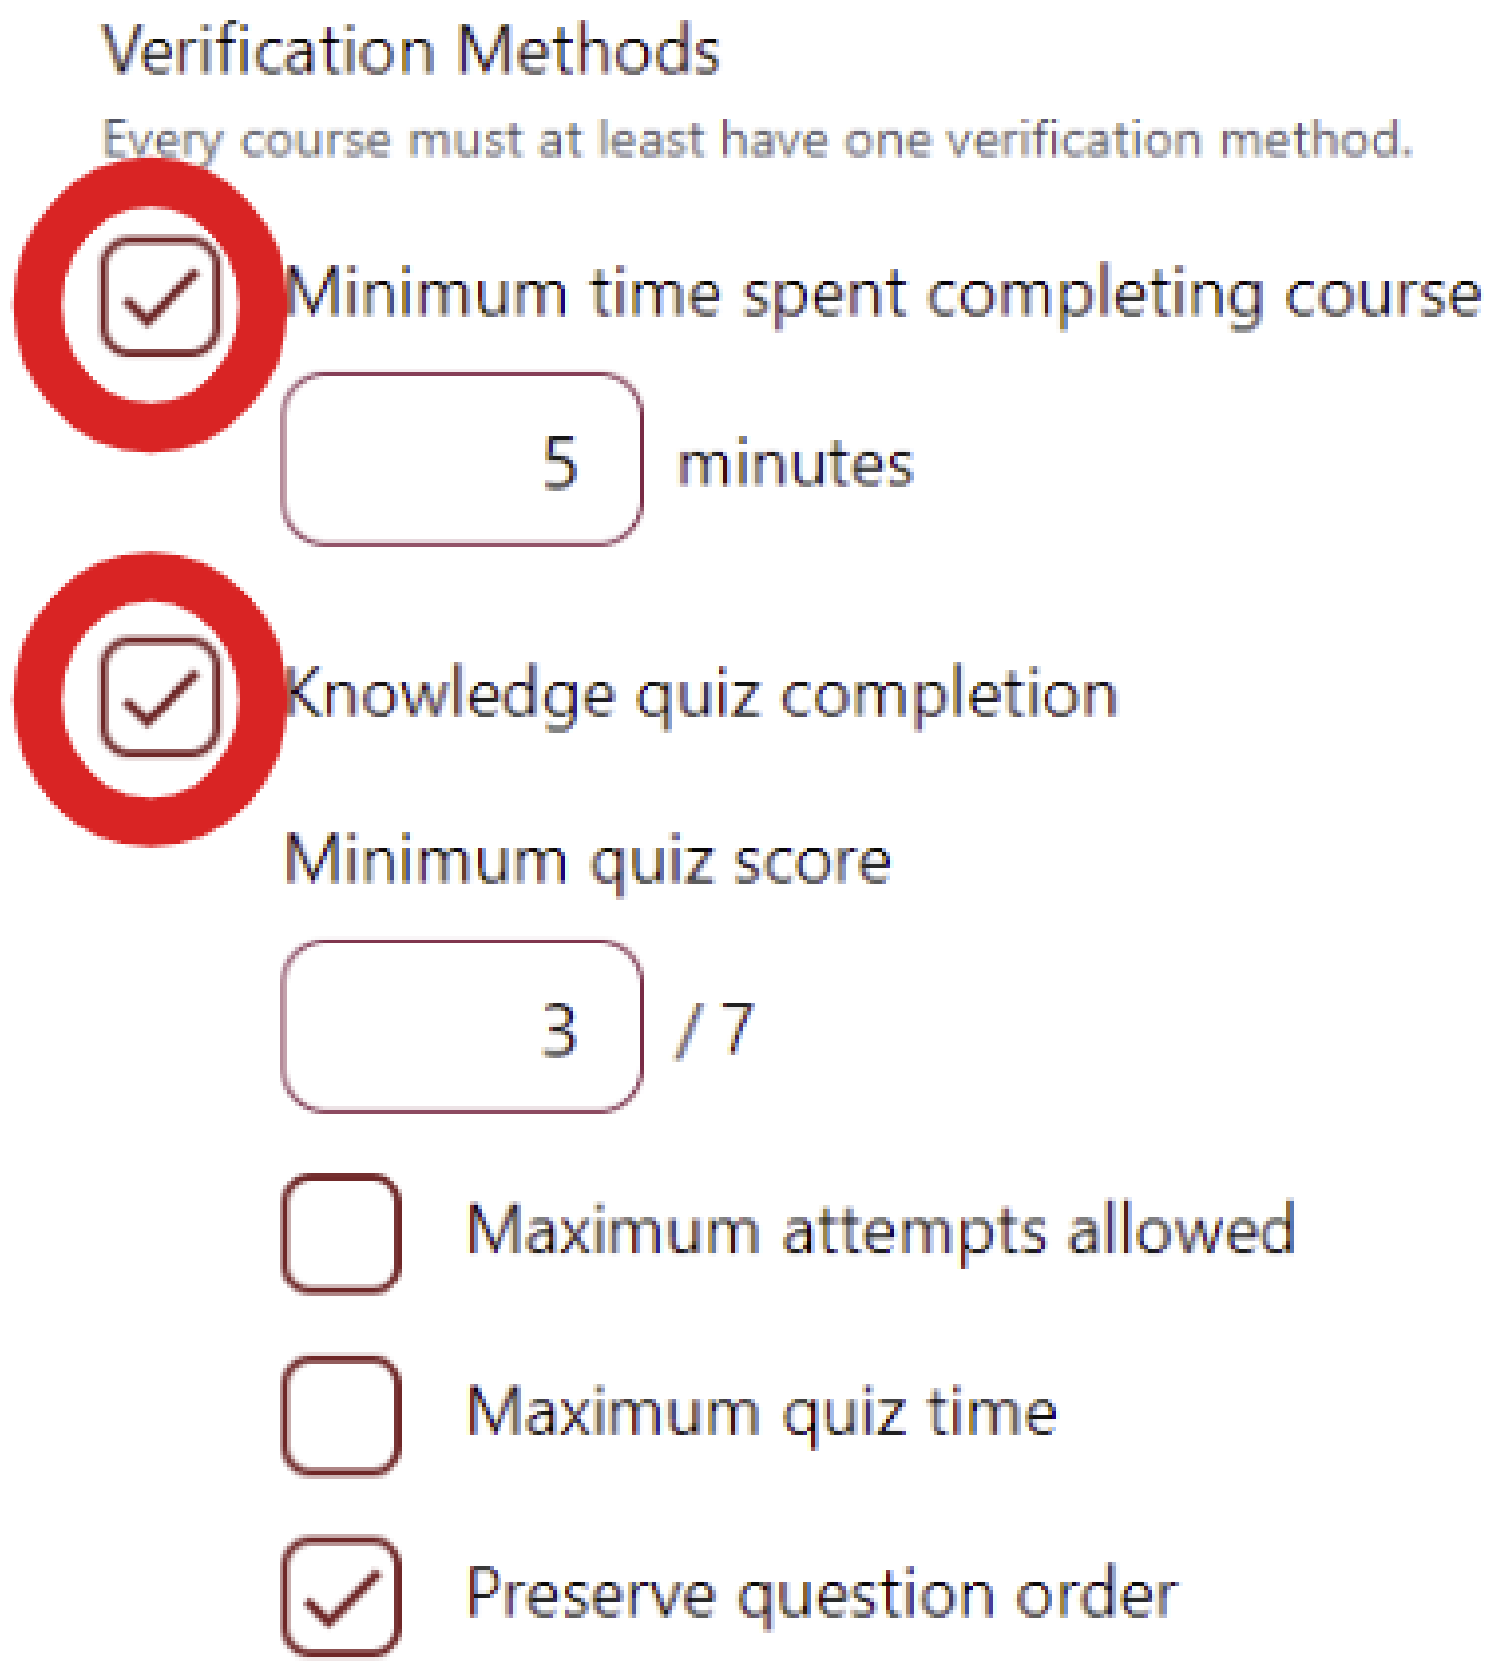 Verification Methods
Every course must at least have one verification method.
Minimum time spent completing course
5 minutes
Knowledge quiz completion
Minimum quiz score
3 / 7
Maximum attempts allowed
Maximum quiz time
Preserve question order